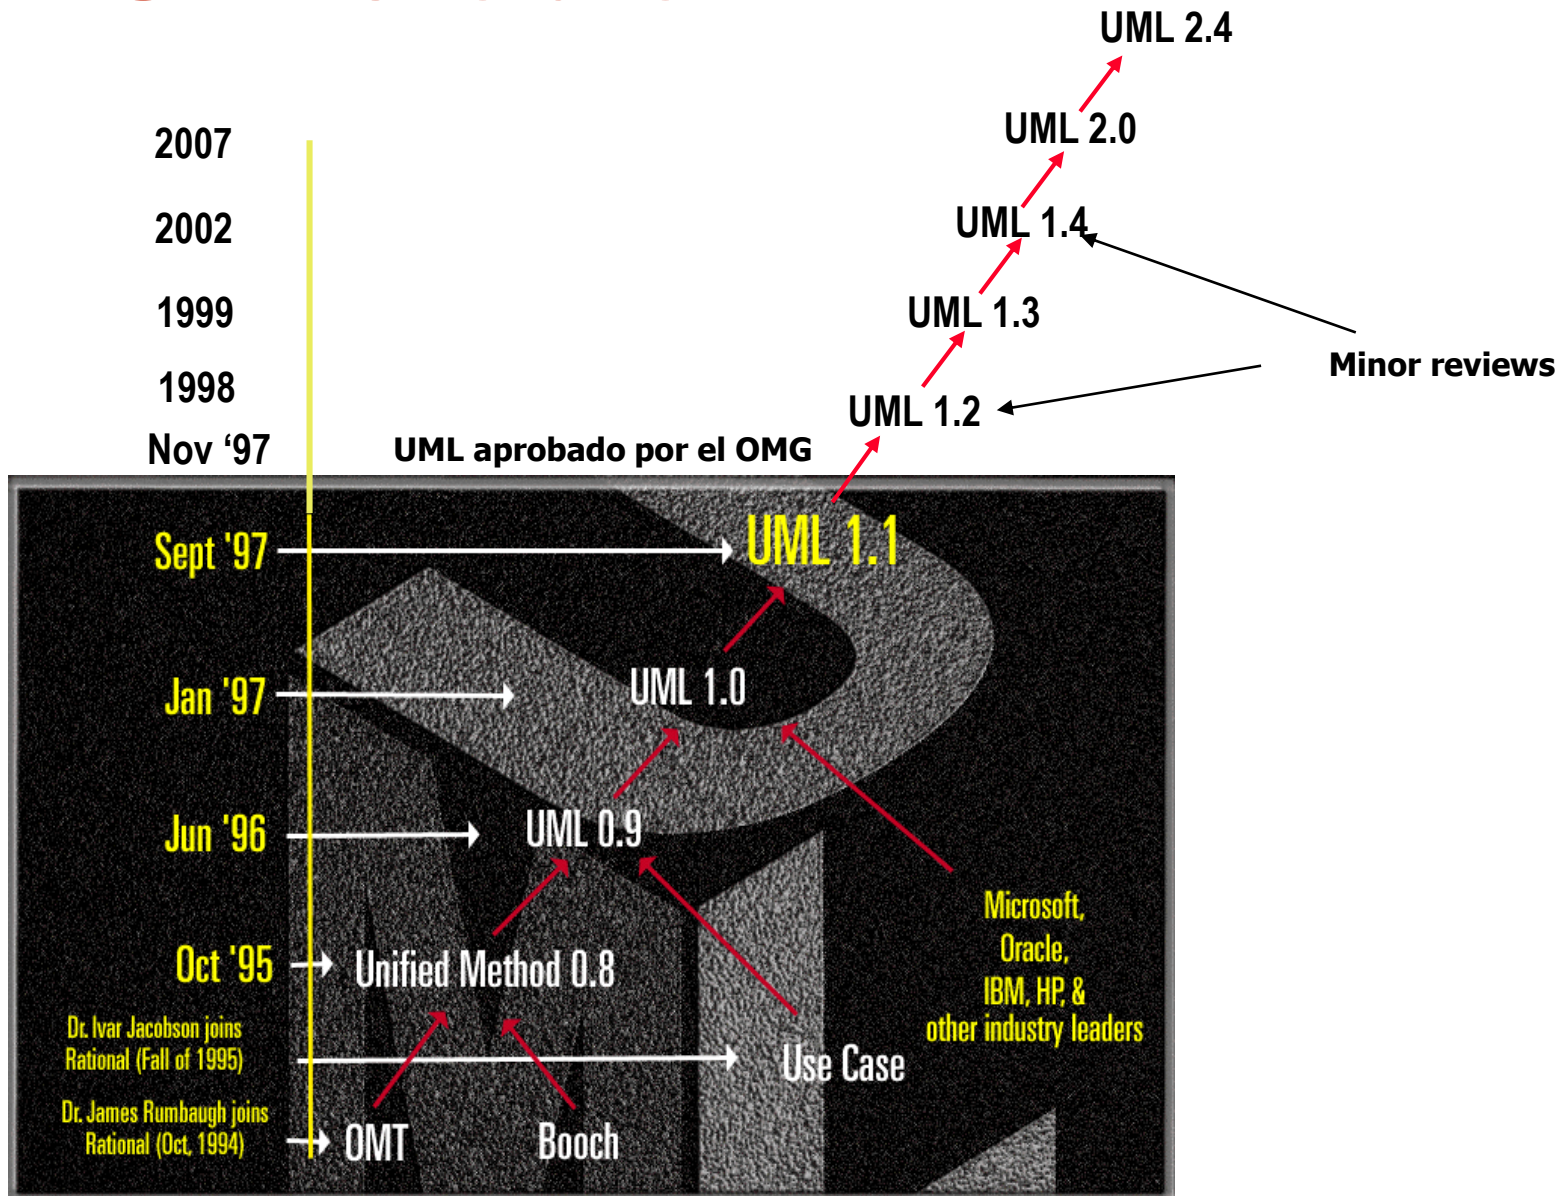 UML 2.4
2007
UML 2.0
2002
UML 1.4
1999
UML 1.3
Minor reviews
1998
UML 1.2
Nov ‘97
UML aprobado por el OMG
Sept '97
UML 1.1
Jan '97
UML 1.0
Jun '96
UML 0.9
Microsoft,
Oracle,
IBM, HP, &
other industry leaders
Oct '95
Unified Method 0.8
Dr. Ivar Jacobson joins
Rational (Fall of 1995)
Use Case
Dr. James Rumbaugh joins
Rational (Oct, 1994)
OMT
Booch